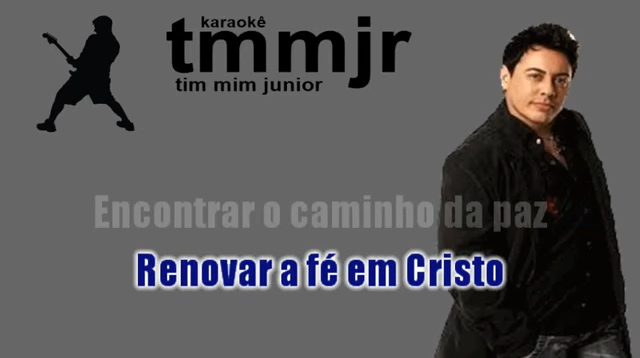 karaokê
tmmjr
tim mim junior
Encontrar o caminho da paz
Renovar a fé em Cristo